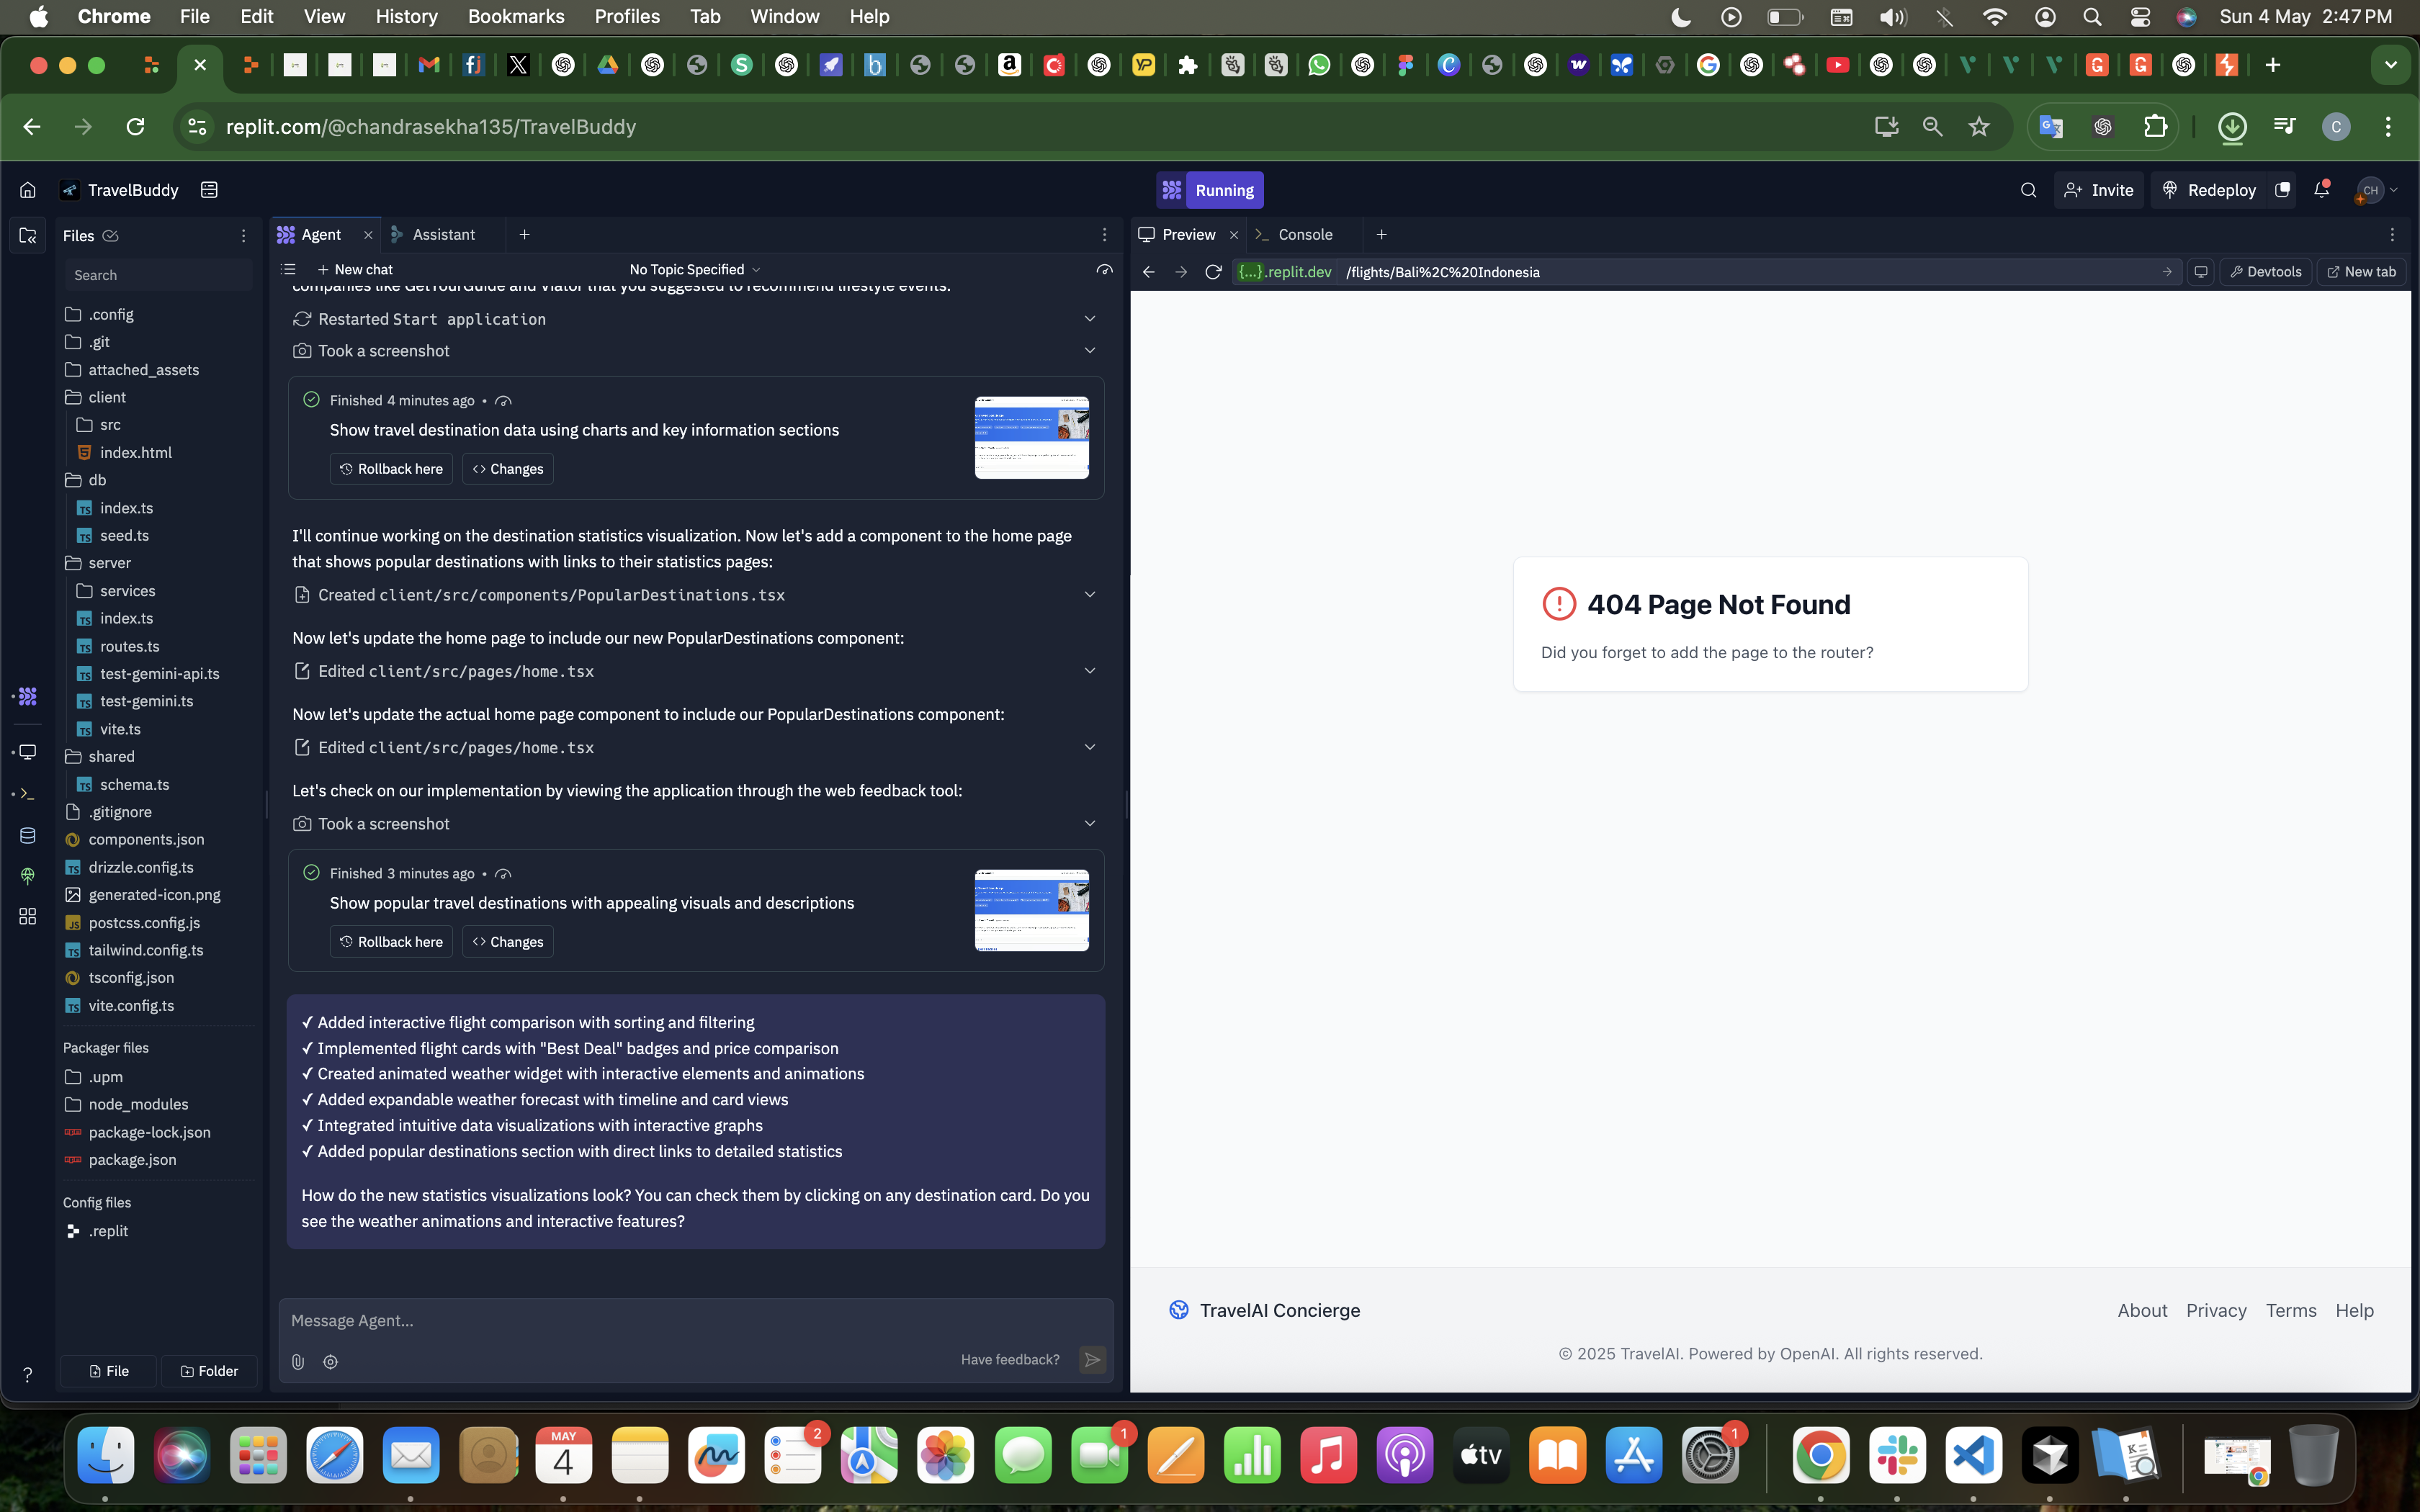 Chrome File Edit View History Bookmarks Profiles Tab Window Help
Sun 4 May 2:47 PM
replit.com/@chandrasekha135/TravelBuddy
C
TravelBuddy
Running
Invite
Redeploy
CH
Files
Search
.config
.git
attached_assets
client
src
index.html
db
index.ts
seed.ts
server
services
index.ts
routes.ts
test-gemini-api.ts
test-gemini.ts
vite.ts
shared
schema.ts
.gitignore
components.json
drizzle.config.ts
generated-icon.png
postcss.config.js
tailwind.config.ts
tsconfig.json
vite.config.ts
Packager files
.upm
node_modules
package-lock.json
package.json
Config files
.replit
File Folder
Agent
Assistant
New chat
No Topic Specified
companies like GetYourGuide and Viator that you suggested to recommend lifestyle events.
Restarted Start application
Took a screenshot
Finished 4 minutes ago •
Show travel destination data using charts and key information sections
Rollback here
Changes
I'll continue working on the destination statistics visualization. Now let's add a component to the home page
that shows popular destinations with links to their statistics pages:
Created client/src/components/PopularDestinations.tsx
Now let's update the home page to include our new PopularDestinations component:
Edited client/src/pages/home.tsx
Now let's update the actual home page component to include our PopularDestinations component:
Edited client/src/pages/home.tsx
Let's check on our implementation by viewing the application through the web feedback tool:
Took a screenshot
Finished 3 minutes ago •
Show popular travel destinations with appealing visuals and descriptions
Rollback here
Changes
✓ Added interactive flight comparison with sorting and filtering
✓ Implemented flight cards with "Best Deal" badges and price comparison
✓ Created animated weather widget with interactive elements and animations
✓ Added expandable weather forecast with timeline and card views
✓ Integrated intuitive data visualizations with interactive graphs
✓ Added popular destinations section with direct links to detailed statistics
How do the new statistics visualizations look? You can check them by clicking on any destination card. Do you
see the weather animations and interactive features?
Message Agent...
Have feedback?
Preview
Console
{...}.replit.dev /flights/Bali%2C%20Indonesia
Devtools
New tab
404 Page Not Found
Did you forget to add the page to the router?
TravelAI Concierge
About Privacy Terms Help
© 2025 TravelAI. Powered by OpenAI. All rights reserved.
MAY
4
2
1
tv
1